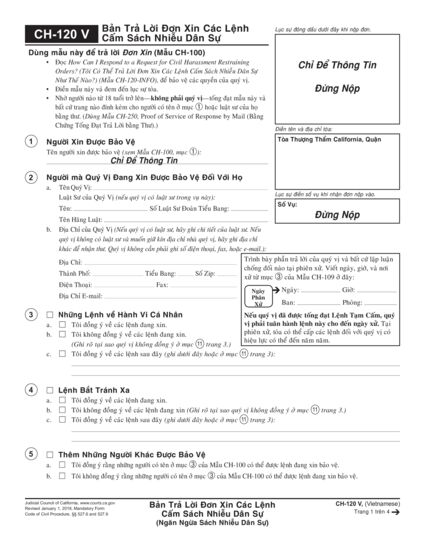 CH-120 V
Bản Trả Lời Đơn Xin Các Lệnh
Cấm Sách Nhiễu Dân Sự
Lục sự đóng dấu dưới đây khi nộp đơn.
Chỉ Để Thông Tin
Đừng Nộp
Dùng mẫu này để trả lời Đơn Xin (Mẫu CH-100)
• Đọc How Can I Respond to a Request for Civil Harassment Restraining
Orders? (Tôi Có Thể Trả Lời Đơn Xin Các Lệnh Cấm Sách Nhiễu Dân Sự
Như Thế Nào?) (Mẫu CH-120-INFO), để bảo vệ các quyền của quý vị.
• Điền mẫu này và đem đến lục sự tòa.
• Nhờ người nào từ 18 tuổi trở lên—không phải quý vị—tống đạt mẫu này và
bất cứ trang nào đính kèm cho người có tên ở mục 1 hoặc luật sư của họ
bằng thư. (Dùng Mẫu CH-250, Proof of Service of Response by Mail (Bằng
Chứng Tống Đạt Trả Lời bằng Thư).)
Điền tên và địa chỉ tòa:
Tòa Thượng Thẩm California, Quận
Lục sự điền số vụ khi nhận đơn nộp vào.
Số Vụ:
Đừng Nộp
1 Người Xin Được Bảo Vệ
Tên người xin được bảo vệ (xem Mẫu CH-100, mục 1):
Chỉ Để Thông Tin
2 Người mà Quý Vị Đang Xin Được Bảo Vệ Đối Với Họ
a. Tên Quý Vị:
Luật Sư Của Quý Vị (nếu quý vị có luật sư trong vụ này):
Tên: Số Luật Sư Đoàn Tiểu Bang:
Tên Hãng Luật:
b. Địa Chỉ Của Quý Vị (Nếu quý vị có luật sư, hãy ghi chi tiết của luật sư. Nếu
quý vị không có luật sư và muốn giữ kín địa chỉ nhà quý vị, hãy ghi địa chỉ
khác để nhận thư. Quý vị không cần phải ghi số điện thoại, fax, hoặc e-mail.):
Địa Chỉ:
Thành Phố: Tiểu Bang: Số Zip:
Điện Thoại: Fax:
Địa Chỉ E-mail:
Trình bày phần trả lời của quý vị và bất cứ lập luận
chống đối nào tại phiên xử. Viết ngày, giờ, và nơi
xử từ mục 3 của Mẫu CH-109 ở đây:
Ngày
Phân
Xử
Ngày: Giờ:
Ban: Phòng:
Nếu quý vị đã được tống đạt Lệnh Tạm Cấm, quý
vị phải tuân hành lệnh này cho đến ngày xử. Tại
phiên xử, tòa có thể cấp các lệnh đối với quý vị có
hiệu lực có thể đến năm năm.
3 Những Lệnh về Hành Vi Cá Nhân
a. Tôi đồng ý về các lệnh đang xin.
b. Tôi không đồng ý về các lệnh đang xin.
(Ghi rõ tại sao quý vị không đồng ý ở mục 11 trang 3.)
c. Tôi đồng ý về các lệnh sau đây (ghi dưới đây hoặc ở mục 11 trang 3):
4 Lệnh Bắt Tránh Xa
a. Tôi đồng ý về các lệnh đang xin.
b. Tôi không đồng ý về các lệnh đang xin (Ghi rõ tại sao quý vị không đồng ý ở mục 11 trang 3.)
c. Tôi đồng ý về các lệnh sau đây (ghi dưới đây hoặc ở mục 11 trang 3):
5 Thêm Những Người Khác Được Bảo Vệ
a. Tôi đồng ý rằng những người có tên ở mục 3 của Mẫu CH-100 có thể được lệnh đang xin bảo vệ.
b. Tôi không đồng ý rằng những người có tên ở mục 3 của Mẫu CH-100 có thể được lệnh đang xin bảo vệ.
Judicial Council of California, www.courts.ca.gov
Revised January 1, 2016, Mandatory Form
Code of Civil Procedure, §§ 527.6 and 527.9
Bản Trả Lời Đơn Xin Các Lệnh
Cấm Sách Nhiễu Dân Sự
(Ngăn Ngừa Sách Nhiễu Dân Sự)
CH-120 V, (Vietnamese)
Trang 1 trên 4